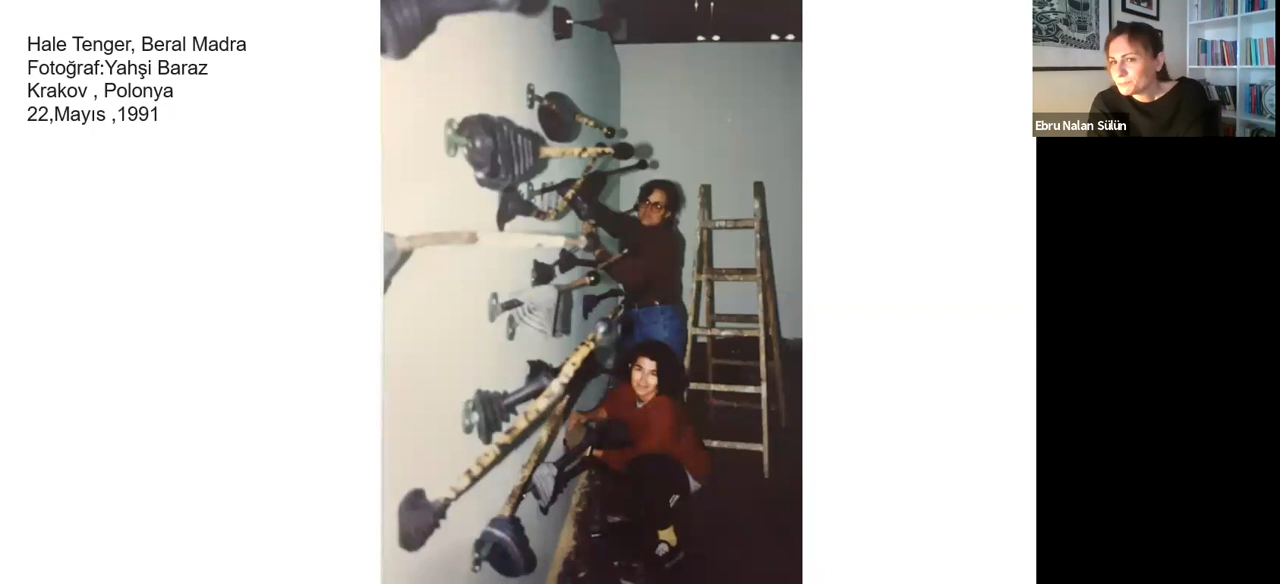 Hale Tenger, Beral Madra
Fotoğraf:Yahşi Baraz
Krakov , Polonya
22,Mayıs ,1991
Ebru Nalan Sülün